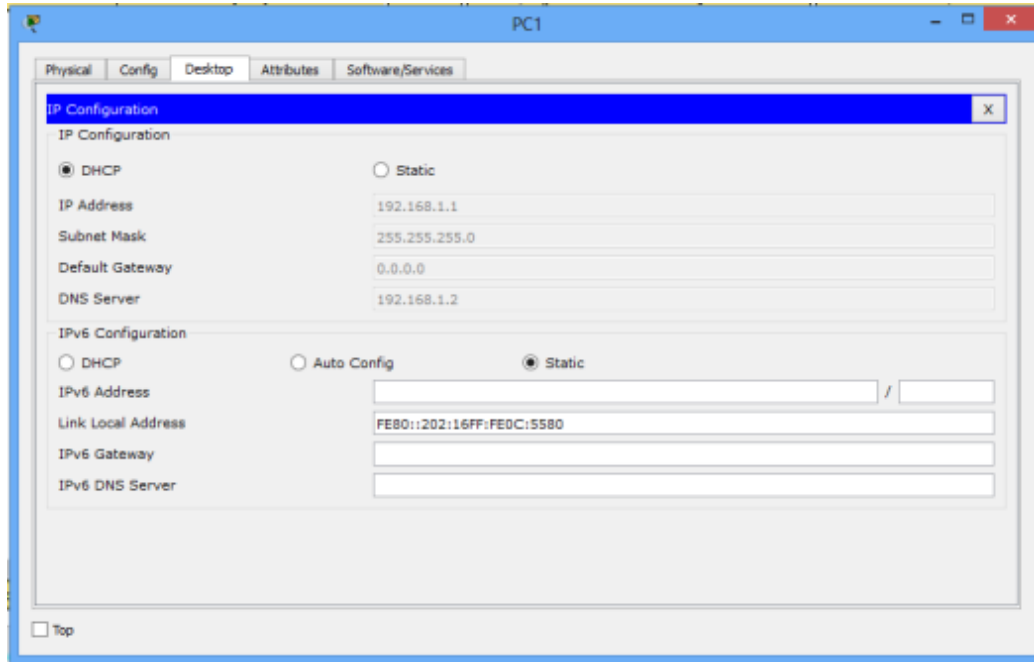 PC1
Physical Config Desktop Attributes Software/Services
IP Configuration X
IP Configuration
DHCP Static
IP Address 192.168.1.1
Subnet Mask 255.255.255.0
Default Gateway 0.0.0.0
DNS Server 192.168.1.2
IPv6 Configuration
DHCP Auto Config Static
IPv6 Address /
Link Local Address FE80::202:16FF:FE0C:5580
IPv6 Gateway
IPv6 DNS Server
Top